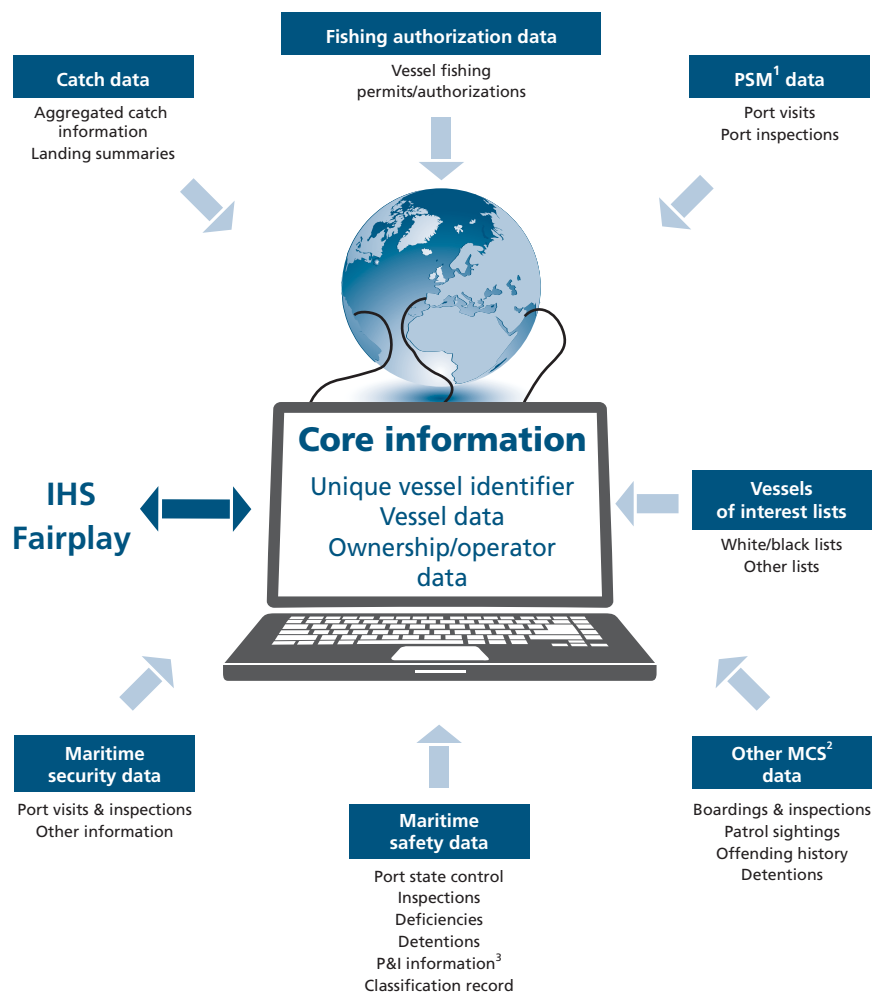 Fishing authorization data
Vessel fishing
permits/authorizations
Catch data
Aggregated catch
information
Landing summaries
PSM¹ data
Port visits
Port inspections
Core information
Unique vessel identifier
Vessel data
Ownership/operator
data
IHS
Fairplay
Vessels
of interest lists
White/black lists
Other lists
Maritime
security data
Port visits & inspections
Other information
Maritime
safety data
Port state control
Inspections
Deficiencies
Detentions
P&I information³
Classification record
Other MCS²
data
Boardings & inspections
Patrol sightings
Offending history
Detentions